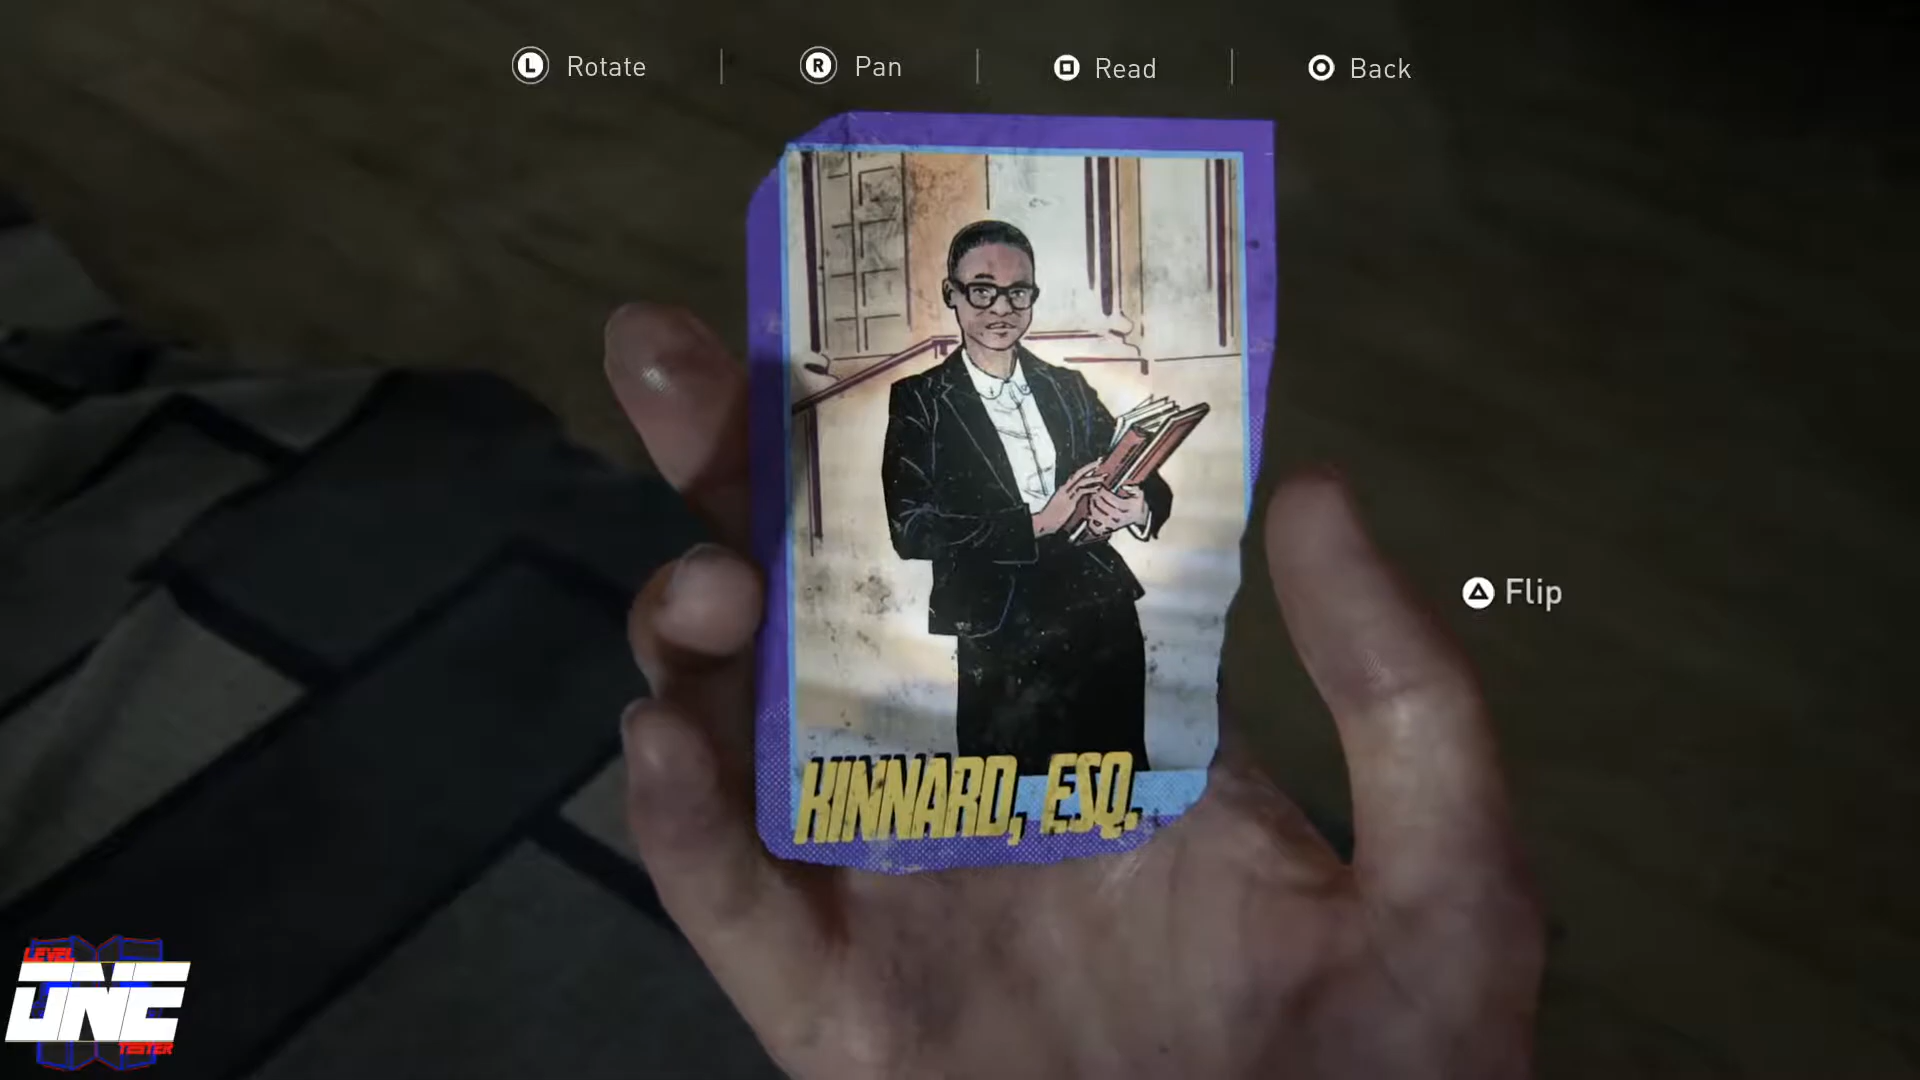 L Rotate
R Pan
Read
Back
Flip
KINNARD, ESQ.
LEVEL
ONE
TESTER